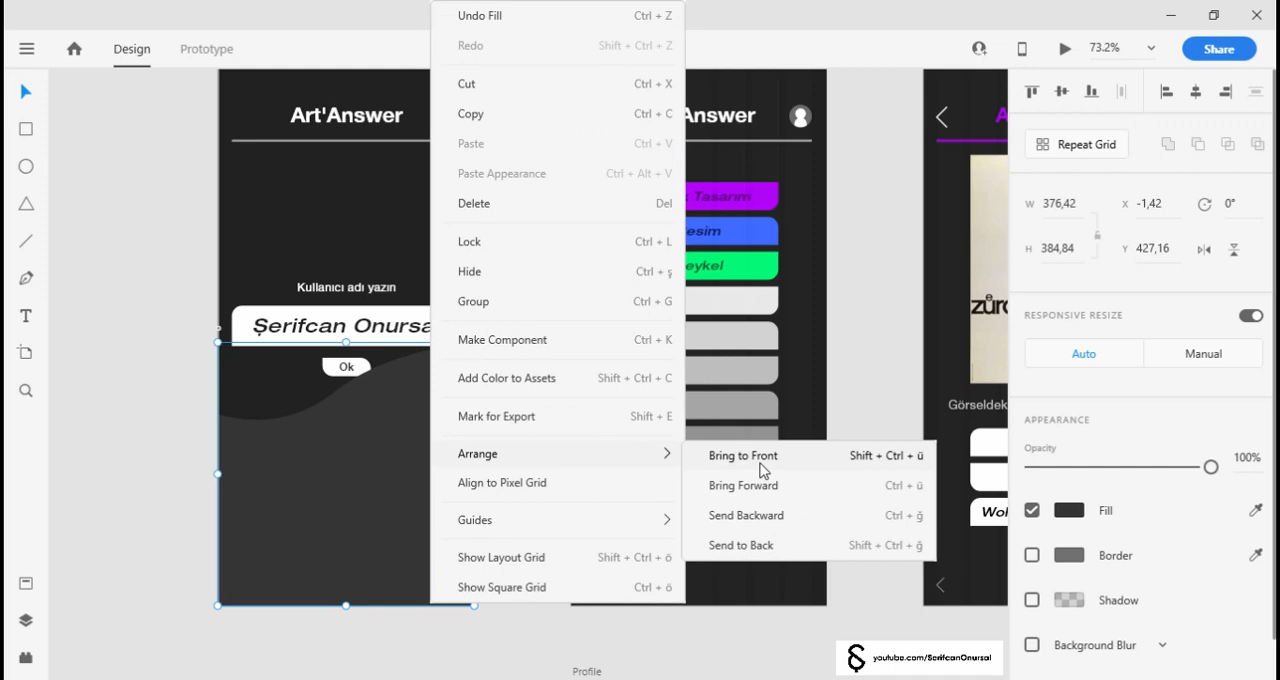 Design
Prototype
73.2%
Share
Art'Answer
Kullanıcı adı yazın
Şerifcan Onursa
Ok
Undo Fill Ctrl + Z
Redo Shift + Ctrl + Z
Cut Ctrl + X
Copy Ctrl + C
Paste Ctrl + V
Paste Appearance Ctrl + Alt + V
Delete Del
Lock Ctrl + L
Hide Ctrl + ş
Group Ctrl + G
Make Component Ctrl + K
Add Color to Assets Shift + Ctrl + C
Mark for Export Shift + E
Arrange
Align to Pixel Grid
Guides
Show Layout Grid Shift + Ctrl + ö
Show Square Grid Ctrl + ö
Bring to Front Shift + Ctrl + ü
Bring Forward Ctrl + ü
Send Backward Ctrl + ğ
Send to Back Shift + Ctrl + ğ
Answer
Tasarım
esim
eykel
A
zürc
Görseldek
Wol
Profile
youtube.com/SerifcanOnursal
Repeat Grid
W 376,42 X -1,42 0°
H 384,84 Y 427,16
RESPONSIVE RESIZE
Auto Manual
APPEARANCE
Opacity
100%
Fill
Border
Shadow
Background Blur